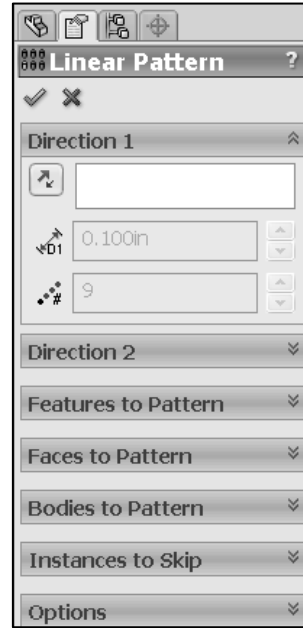 Linear Pattern ?
Direction 1
D1 0.100in
# 9
Direction 2
Features to Pattern
Faces to Pattern
Bodies to Pattern
Instances to Skip
Options